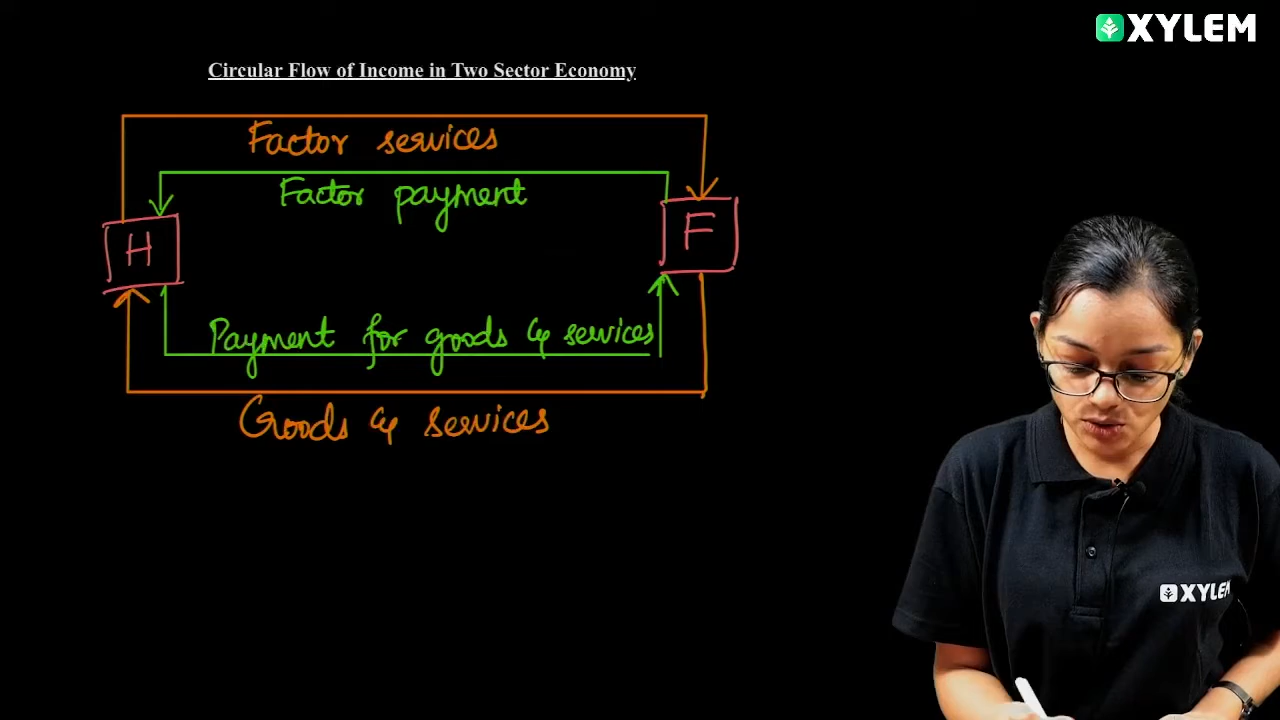 XYLEM
Circular Flow of Income in Two Sector Economy
Factor services
Factor payment
H
F
Payment for goods & services
Goods & services
XYLEM